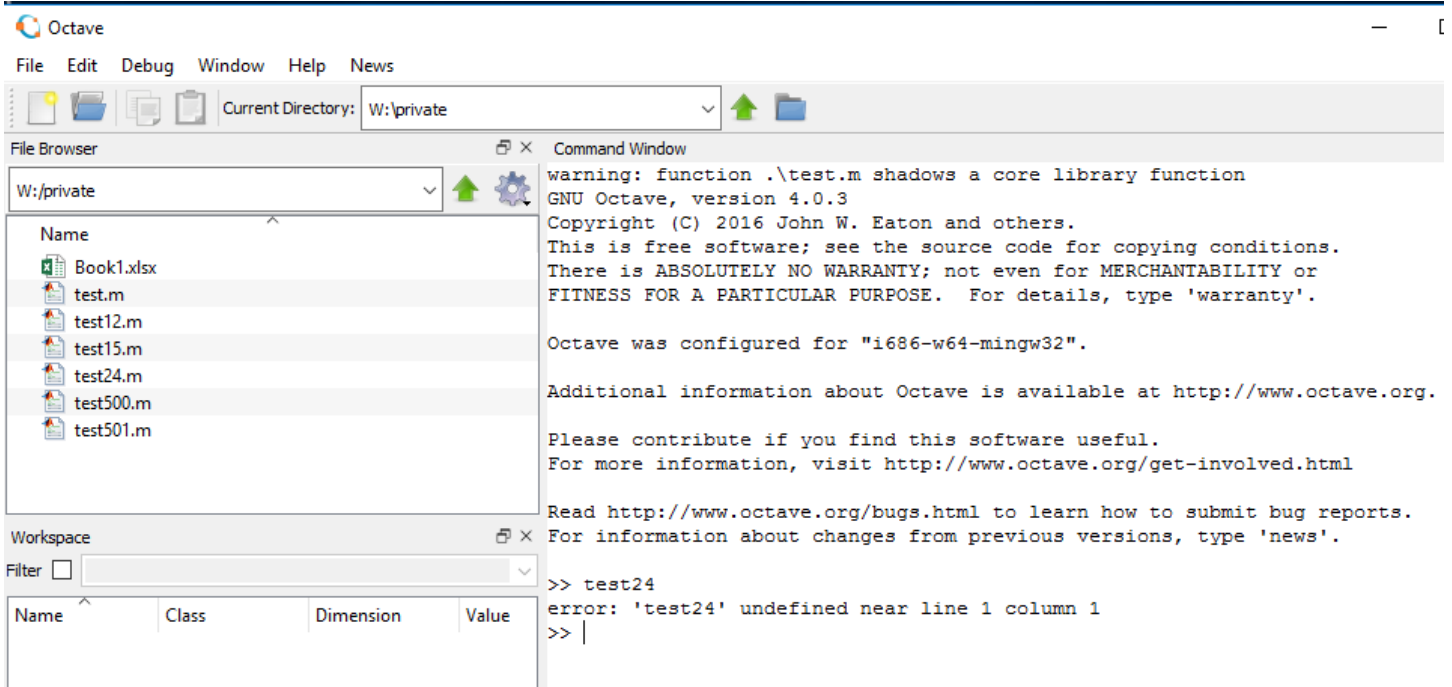 Octave
File Edit Debug Window Help News
Current Directory: W:\private
File Browser
W:/private
Name
Book1.xlsx
test.m
test12.m
test15.m
test24.m
test500.m
test501.m
Workspace
Filter
Name Class Dimension Value
Command Window
warning: function .\test.m shadows a core library function
GNU Octave, version 4.0.3
Copyright (C) 2016 John W. Eaton and others.
This is free software; see the source code for copying conditions.
There is ABSOLUTELY NO WARRANTY; not even for MERCHANTABILITY or
FITNESS FOR A PARTICULAR PURPOSE.  For details, type 'warranty'.
Octave was configured for "i686-w64-mingw32".
Additional information about Octave is available at http://www.octave.org.
Please contribute if you find this software useful.
For more information, visit http://www.octave.org/get-involved.html
Read http://www.octave.org/bugs.html to learn how to submit bug reports.
For information about changes from previous versions, type 'news'.
>> test24
error: 'test24' undefined near line 1 column 1
>>